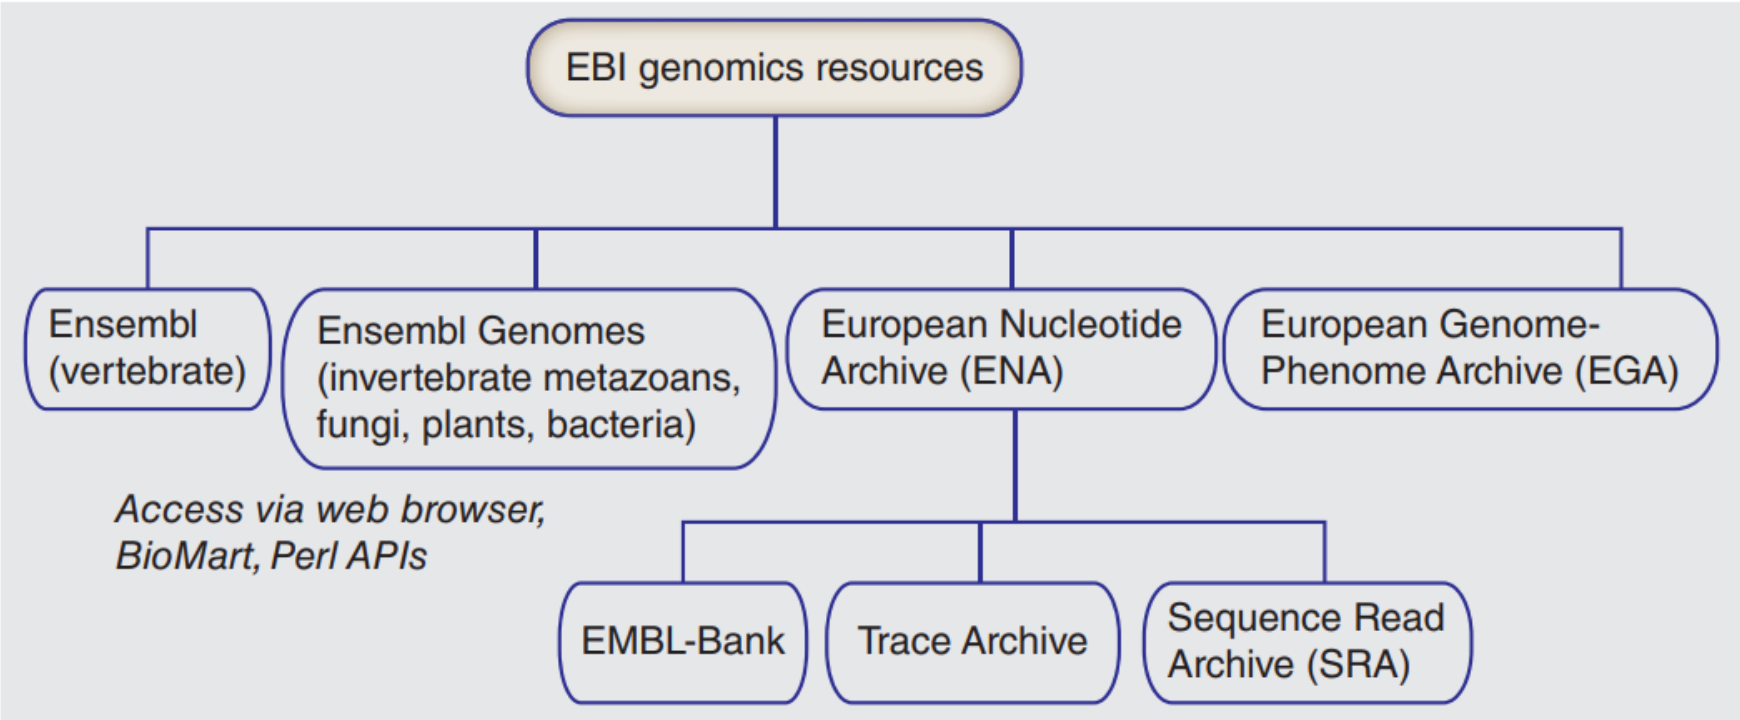 EBI genomics resources
Ensembl
(vertebrate)
Ensembl Genomes
(invertebrate metazoans,
fungi, plants, bacteria)
European Nucleotide
Archive (ENA)
European Genome-
Phenome Archive (EGA)
Access via web browser,
BioMart, Perl APIs
EMBL-Bank
Trace Archive
Sequence Read
Archive (SRA)